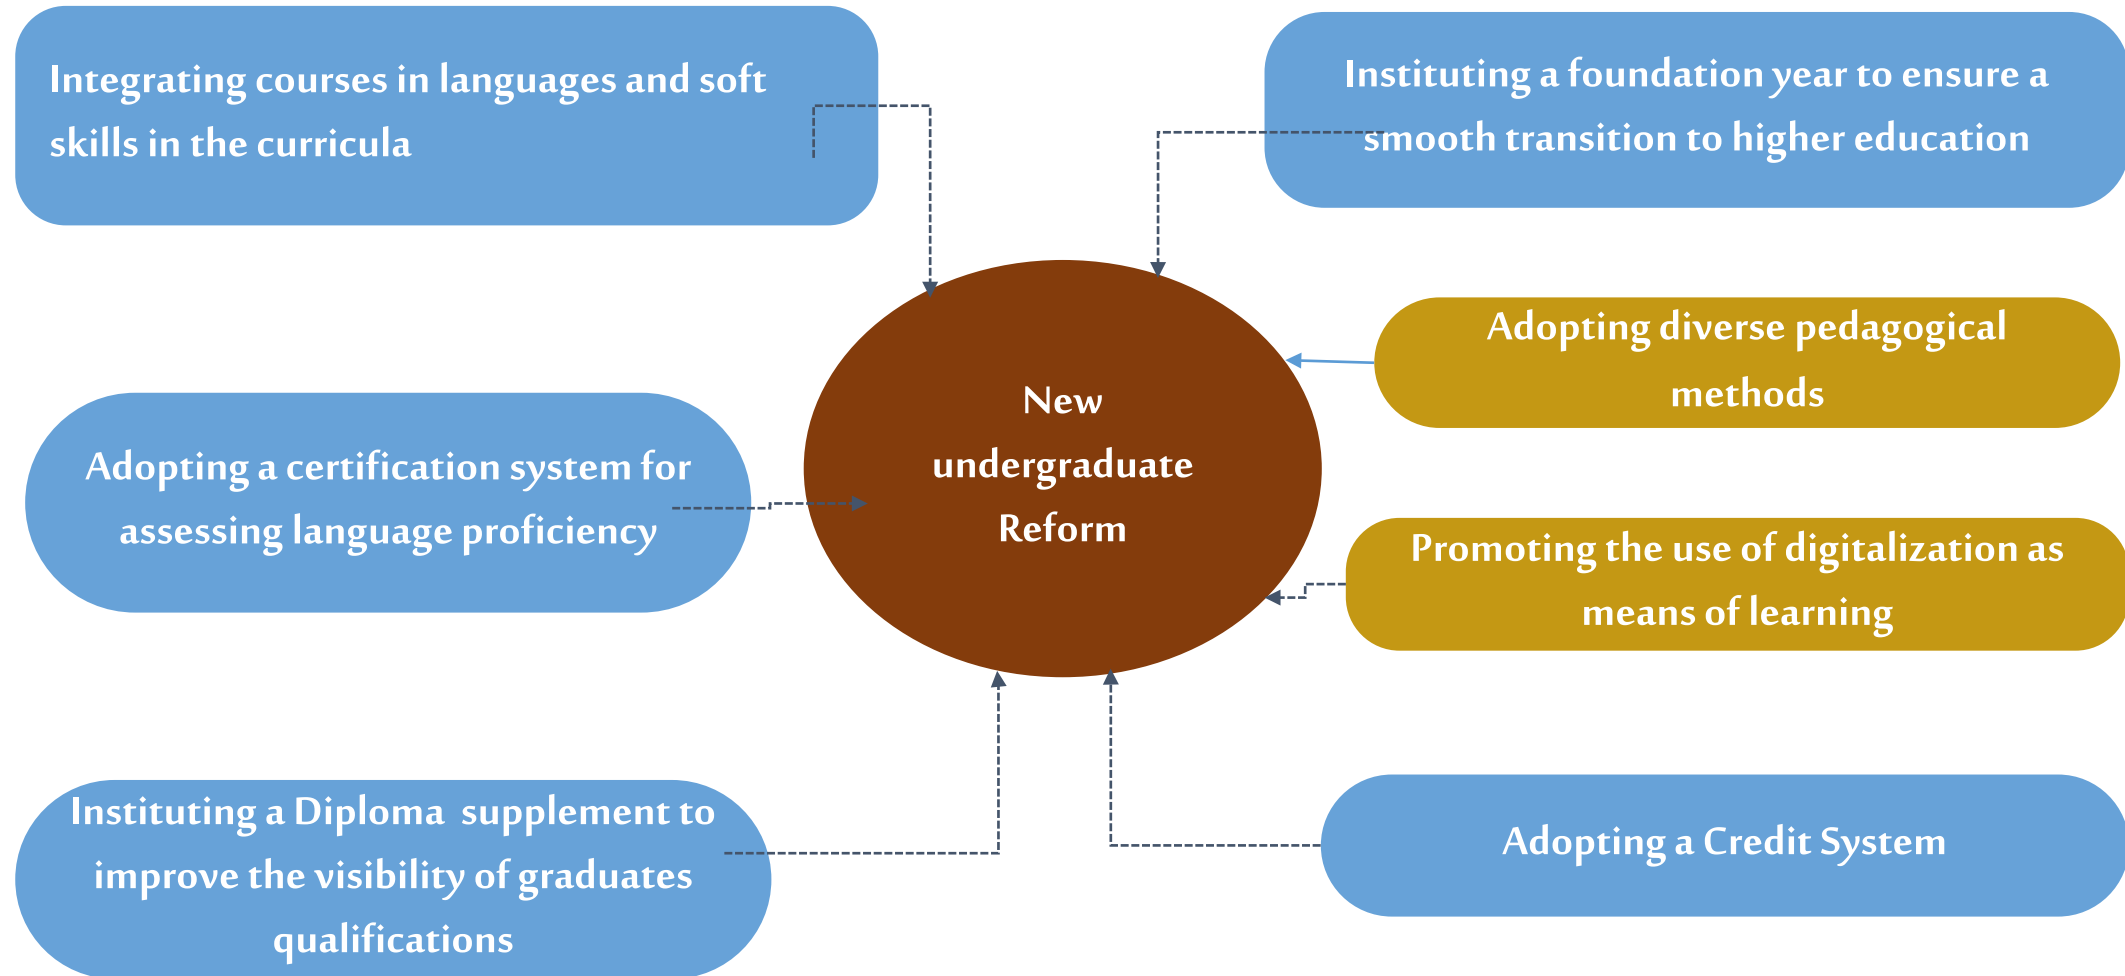 Integrating courses in languages and soft
skills in the curricula
Instituting a foundation year to ensure a
smooth transition to higher education
Adopting diverse pedagogical
methods
New
undergraduate
Reform
Adopting a certification system for
assessing language proficiency
Promoting the use of digitalization as
means of learning
Instituting a Diploma  supplement to
improve the visibility of graduates
qualifications
Adopting a Credit System